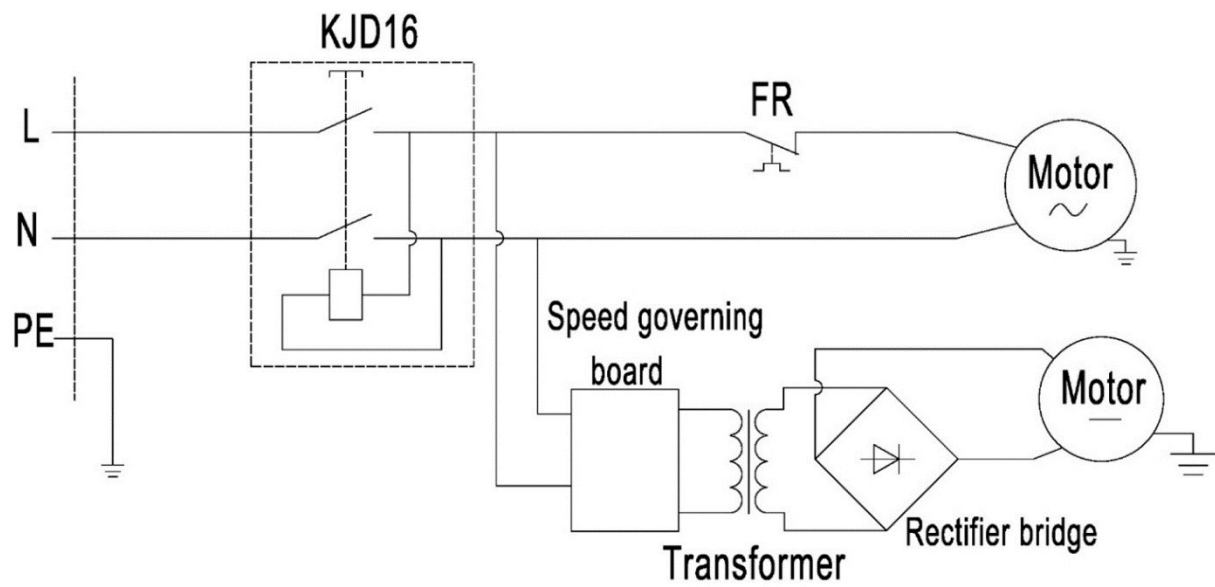 KJD16
L
FR
Motor
N
PE
Speed governing
board
Motor
Rectifier bridge
Transformer